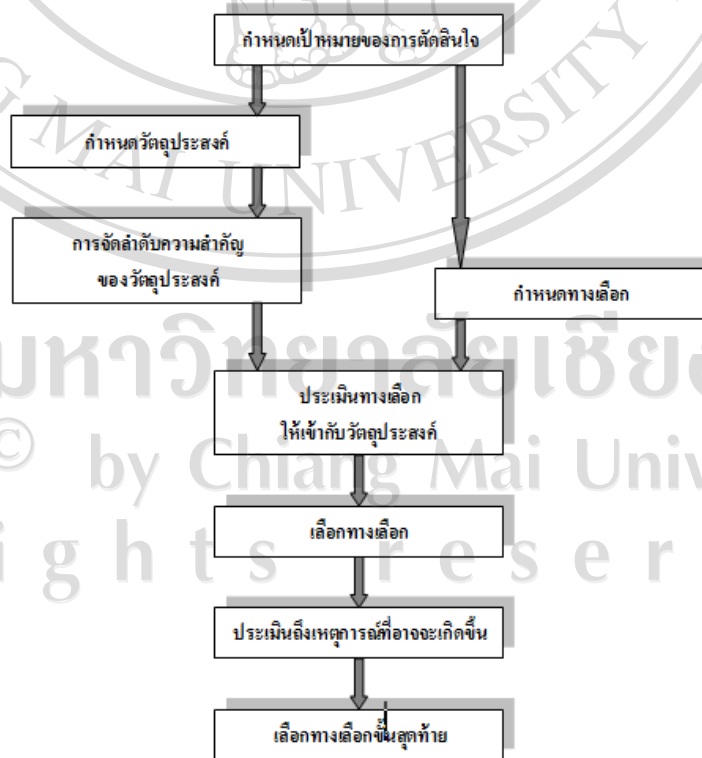 กำหนดเป้าหมายของการตัดสินใจ
กำหนดวัตถุประสงค์
G MAI UNIVERSITY
การจัดลำดับความสำคัญ
ของวัตถุประสงค์
กำหนดทางเลือก
มหาวิทยาลัยเชียง
ประเมินทางเลือก
ให้เข้ากับวัตถุประสงค์
© by Chiang Mai Univ
เลือกทางเลือก
ights reser
ประเมินถึงเหตุการณ์ที่อาจจะเกิดขึ้น
เลือกทางเลือกขั้นสุดท้าย